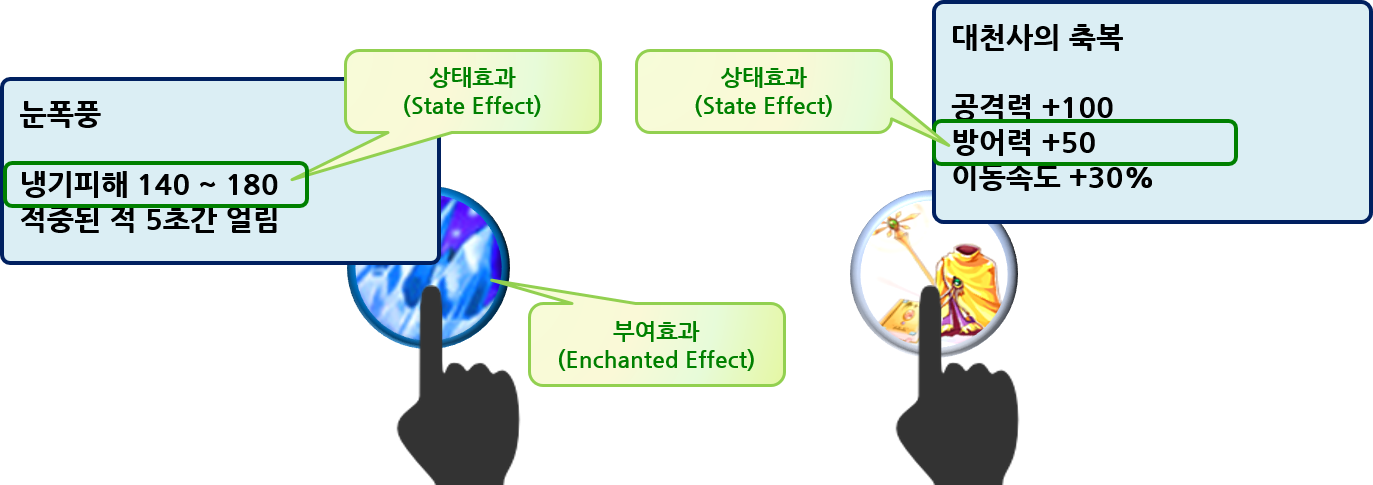 눈폭풍
냉기피해 140 ~ 180
적중된 적 5초간 얼림
상태효과
(State Effect)
부여효과
(Enchanted Effect)
상태효과
(State Effect)
대천사의 축복
공격력 +100
방어력 +50
이동속도 +30%